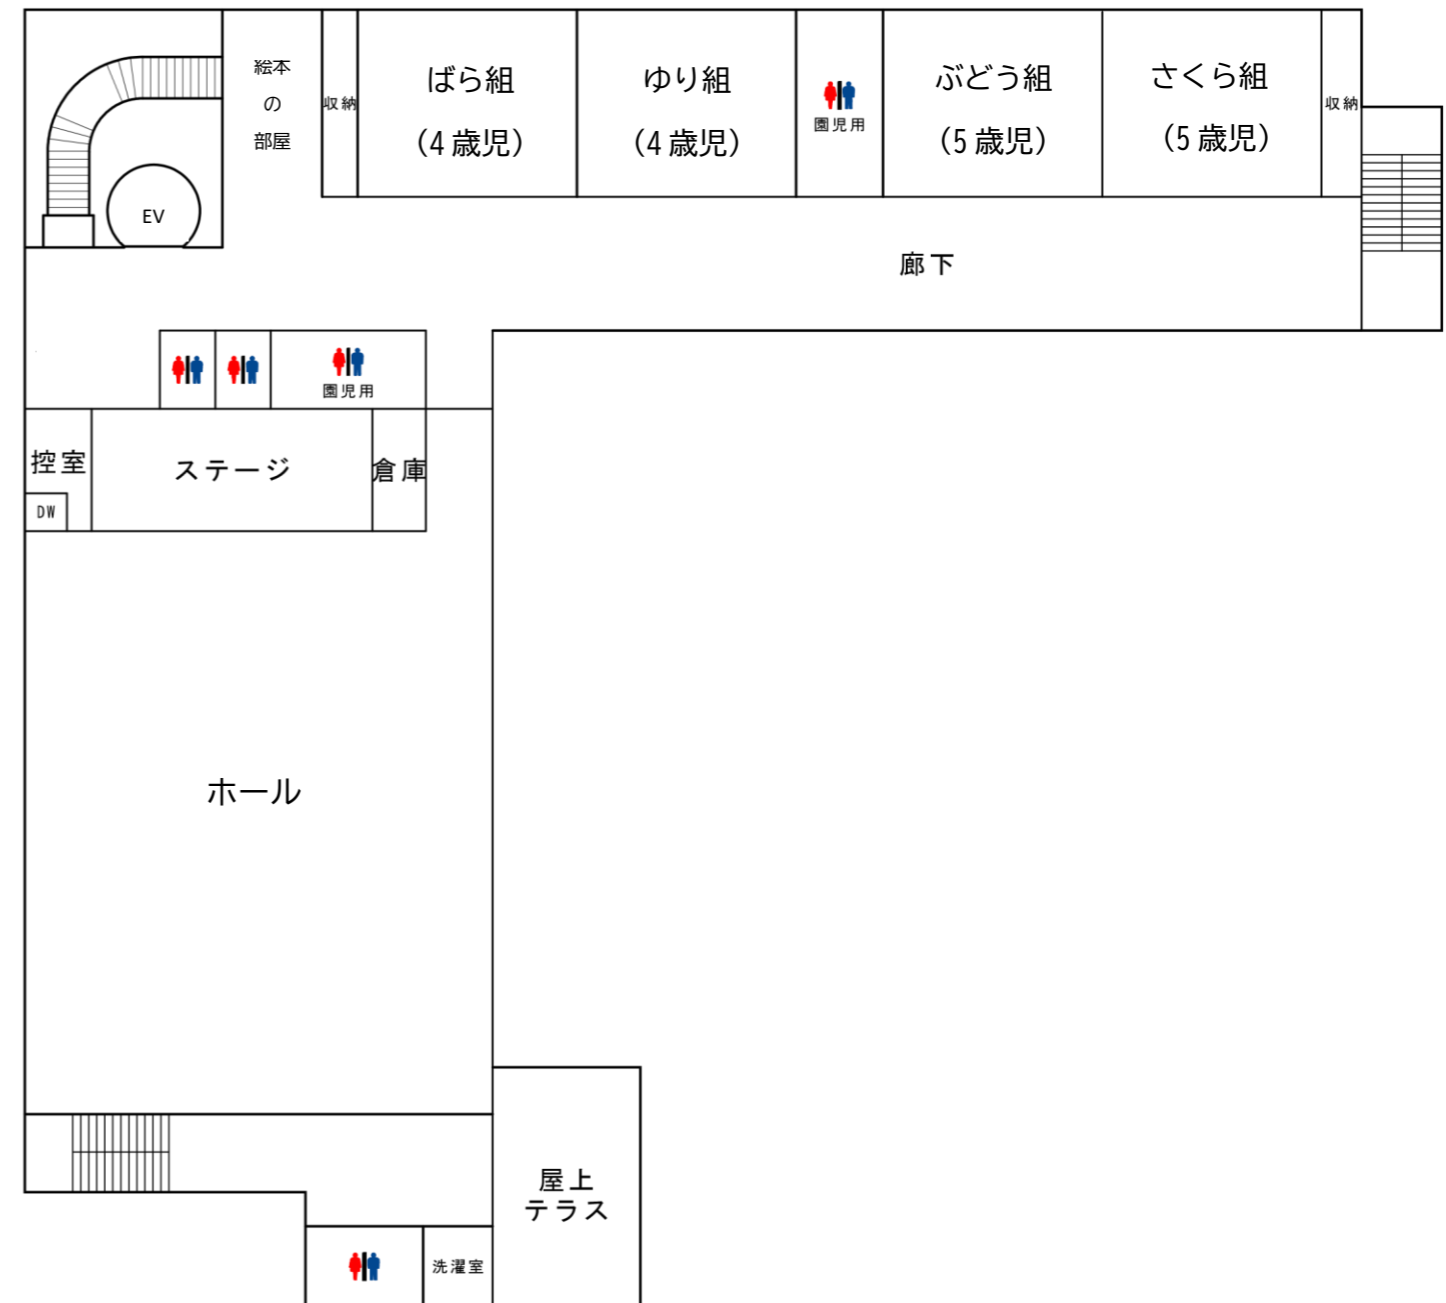 絵本
の
部屋
収納
ばら組
(4歳児)
ゆり組
(4歳児)
園児用
ぶどう組
(5歳児)
さくら組
(5歳児)
収納
EV
廊下
園児用
控室
ステージ
倉庫
DW
ホール
屋上
テラス
洗濯室